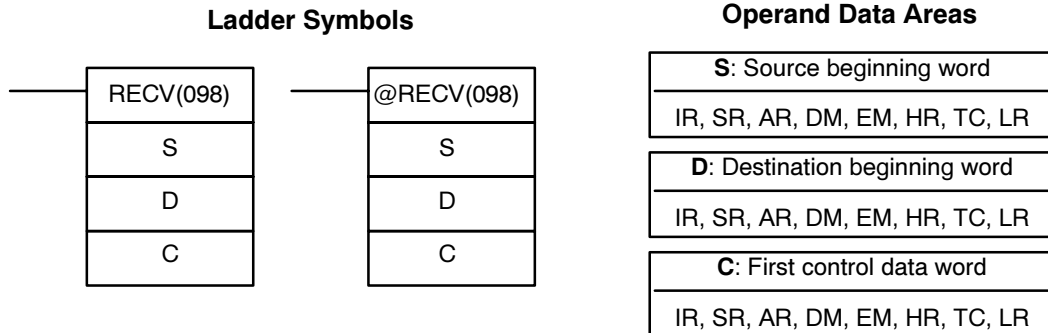 Ladder Symbols
RECV(098)
S
D
C
@RECV(098)
S
D
C
Operand Data Areas
S: Source beginning word
IR, SR, AR, DM, EM, HR, TC, LR
D: Destination beginning word
IR, SR, AR, DM, EM, HR, TC, LR
C: First control data word
IR, SR, AR, DM, EM, HR, TC, LR